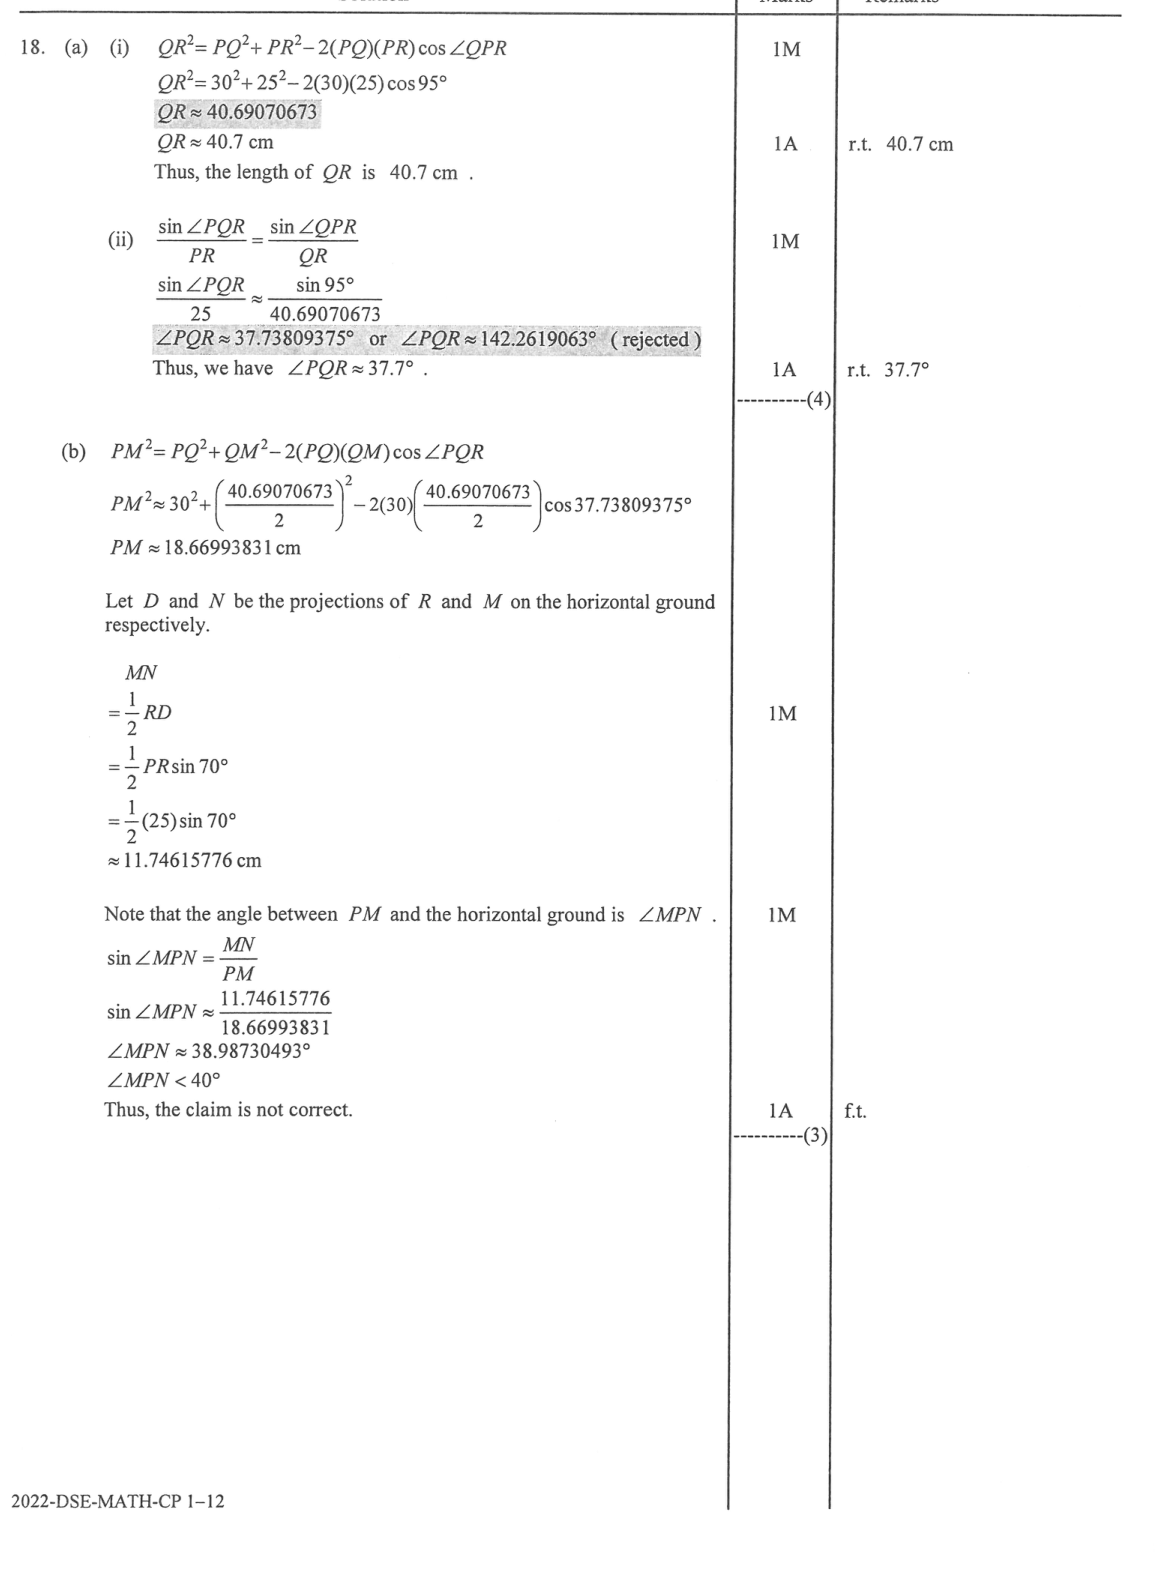 Solution Marks Remarks
18. (a) (i) QR²= PQ²+ PR²– 2(PQ)(PR) cos ∠QPR 1M
QR²= 30²+ 25²– 2(30)(25) cos 95°
QR ≈ 40.69070673
QR ≈ 40.7 cm 1A r.t. 40.7 cm
Thus, the length of QR is 40.7 cm .
(ii) sin ∠PQR / PR = sin ∠QPR / QR 1M
sin ∠PQR / 25 ≈ sin 95° / 40.69070673
∠PQR ≈ 37.73809375° or ∠PQR ≈ 142.2619063° ( rejected )
Thus, we have ∠PQR ≈ 37.7° . 1A r.t. 37.7°
----------(4)
(b) PM²= PQ²+ QM²– 2(PQ)(QM) cos ∠PQR
PM²≈ 30²+ (40.69070673 / 2)² – 2(30)(40.69070673 / 2) cos 37.73809375°
PM ≈ 18.66993831 cm
Let D and N be the projections of R and M on the horizontal ground
respectively.
MN
= 1/2 RD 1M
= 1/2 PR sin 70°
= 1/2 (25) sin 70°
≈ 11.74615776 cm
Note that the angle between PM and the horizontal ground is ∠MPN . 1M
sin ∠MPN = MN / PM
sin ∠MPN ≈ 11.74615776 / 18.66993831
∠MPN ≈ 38.98730493°
∠MPN < 40°
Thus, the claim is not correct. 1A f.t.
----------(3)
2022-DSE-MATH-CP 1–12